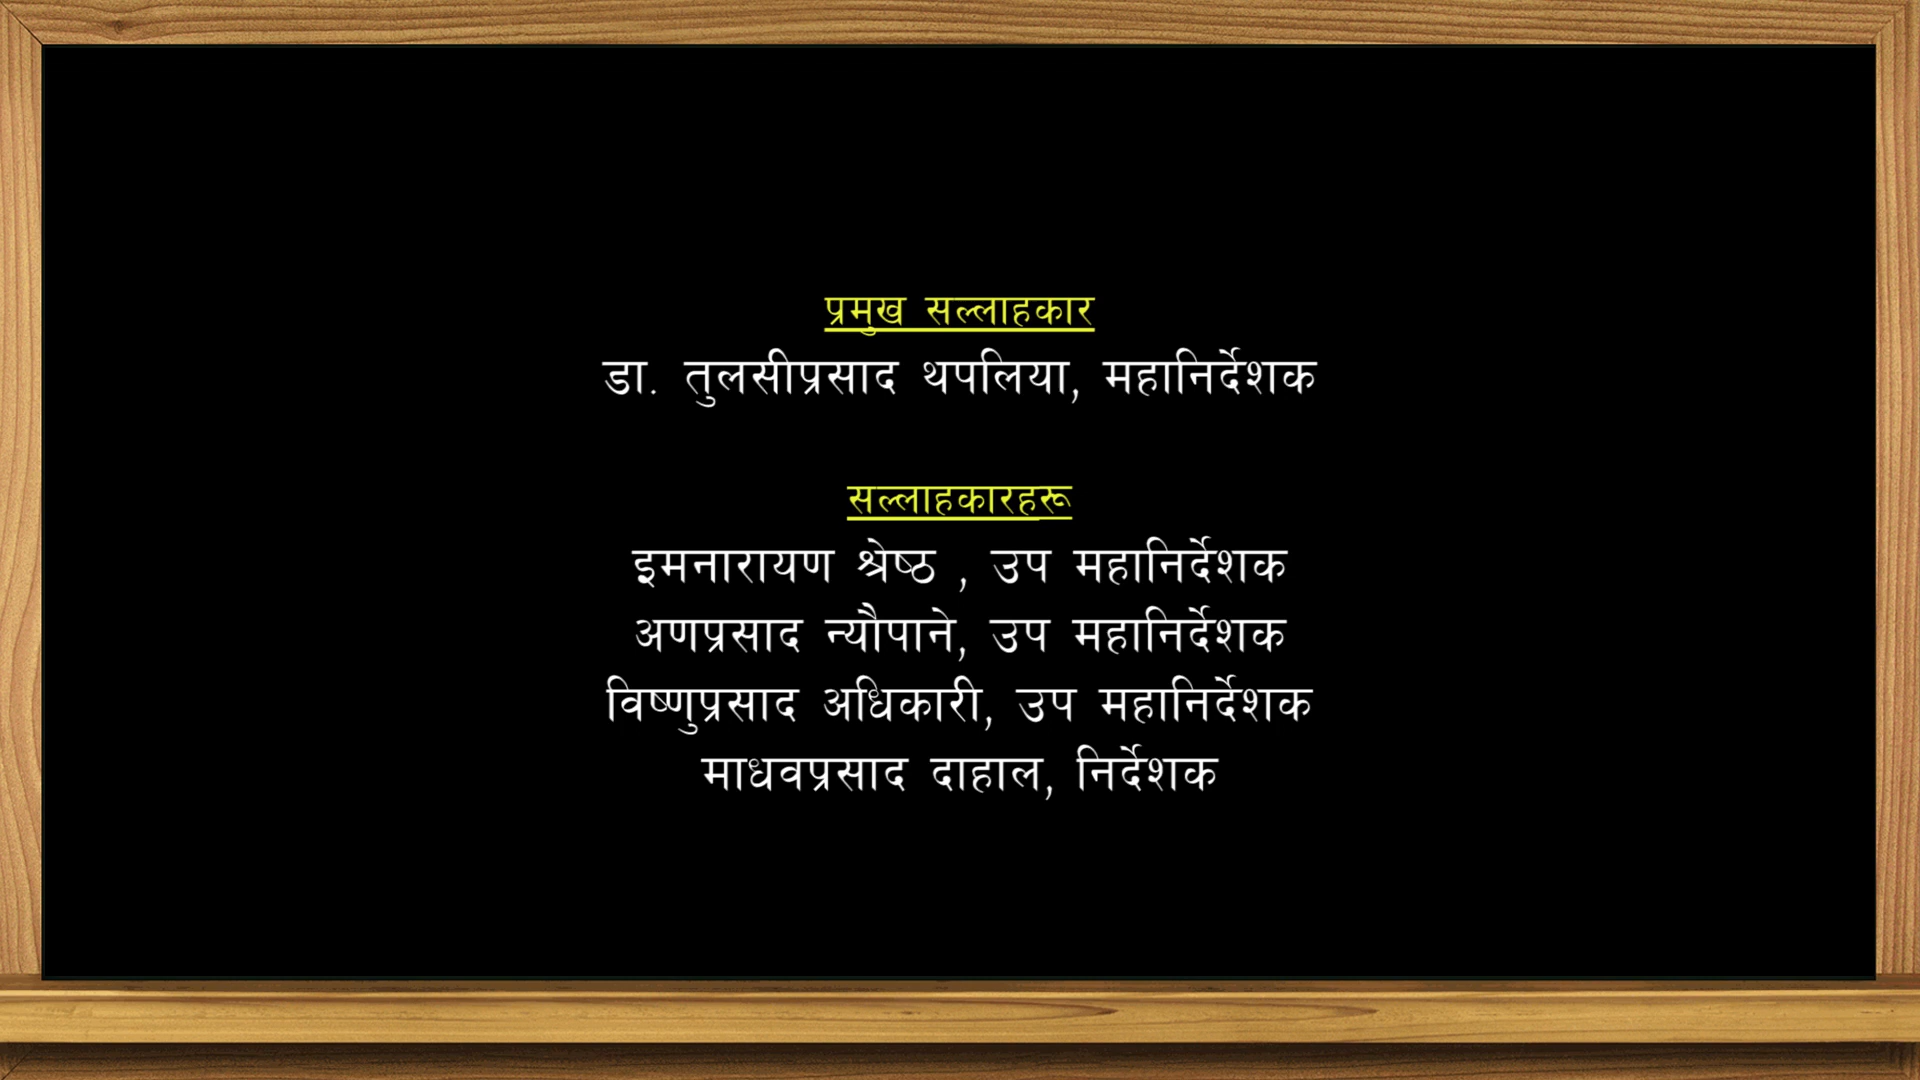 प्रमुख सल्लाहकार
डा. तुलसीप्रसाद थपलिया, महानिर्देशक
सल्लाहकारहरू
इमनारायण श्रेष्ठ , उप महानिर्देशक
अणप्रसाद न्यौपाने, उप महानिर्देशक
विष्णुप्रसाद अधिकारी, उप महानिर्देशक
माधवप्रसाद दाहाल, निर्देशक